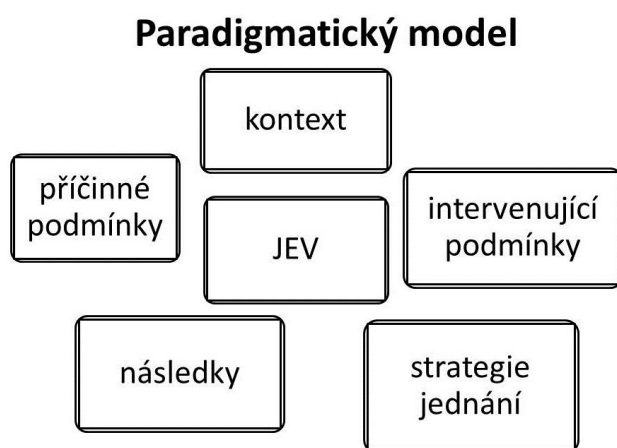 Paradigmatický model
kontext
příčinné
podmínky
JEV
intervenující
podmínky
následky
strategie
jednání